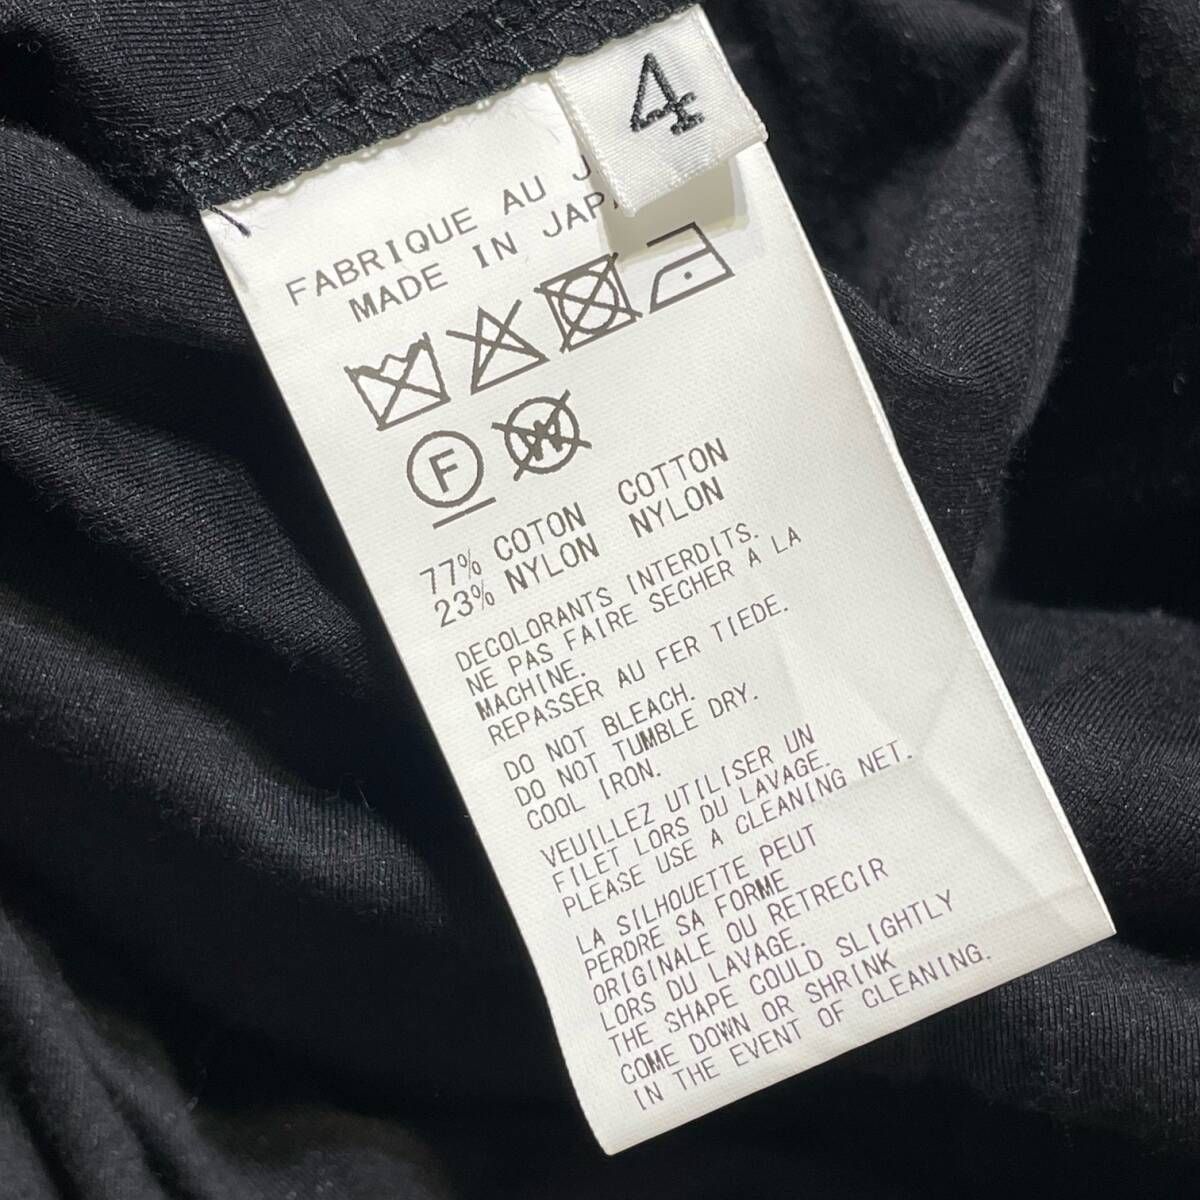 4
FABRIQUE AU
MADE IN
F W
77% COTON COTTON
23% NYLON NYLON
DECOLORANTS INTERDITS.
NE PAS FAIRE SECHER A LA
MACHINE.
REPASSER AU FER TIEDE.
DO NOT BLEACH.
DO NOT TUMBLE DRY.
COOL IRON.
VEUILLEZ UTILISER UN
FILET LORS DU LAVAGE.
PLEASE USE A CLEANING NET.
LA SILHOUETTE PEUT
PERDRE SA FORME
ORIGINALE OU RETRECIR
LORS DU LAVAGE.
THE SHAPE COULD SLIGHTLY
COME DOWN OR SHRINK
IN THE EVENT OF CLEANING.